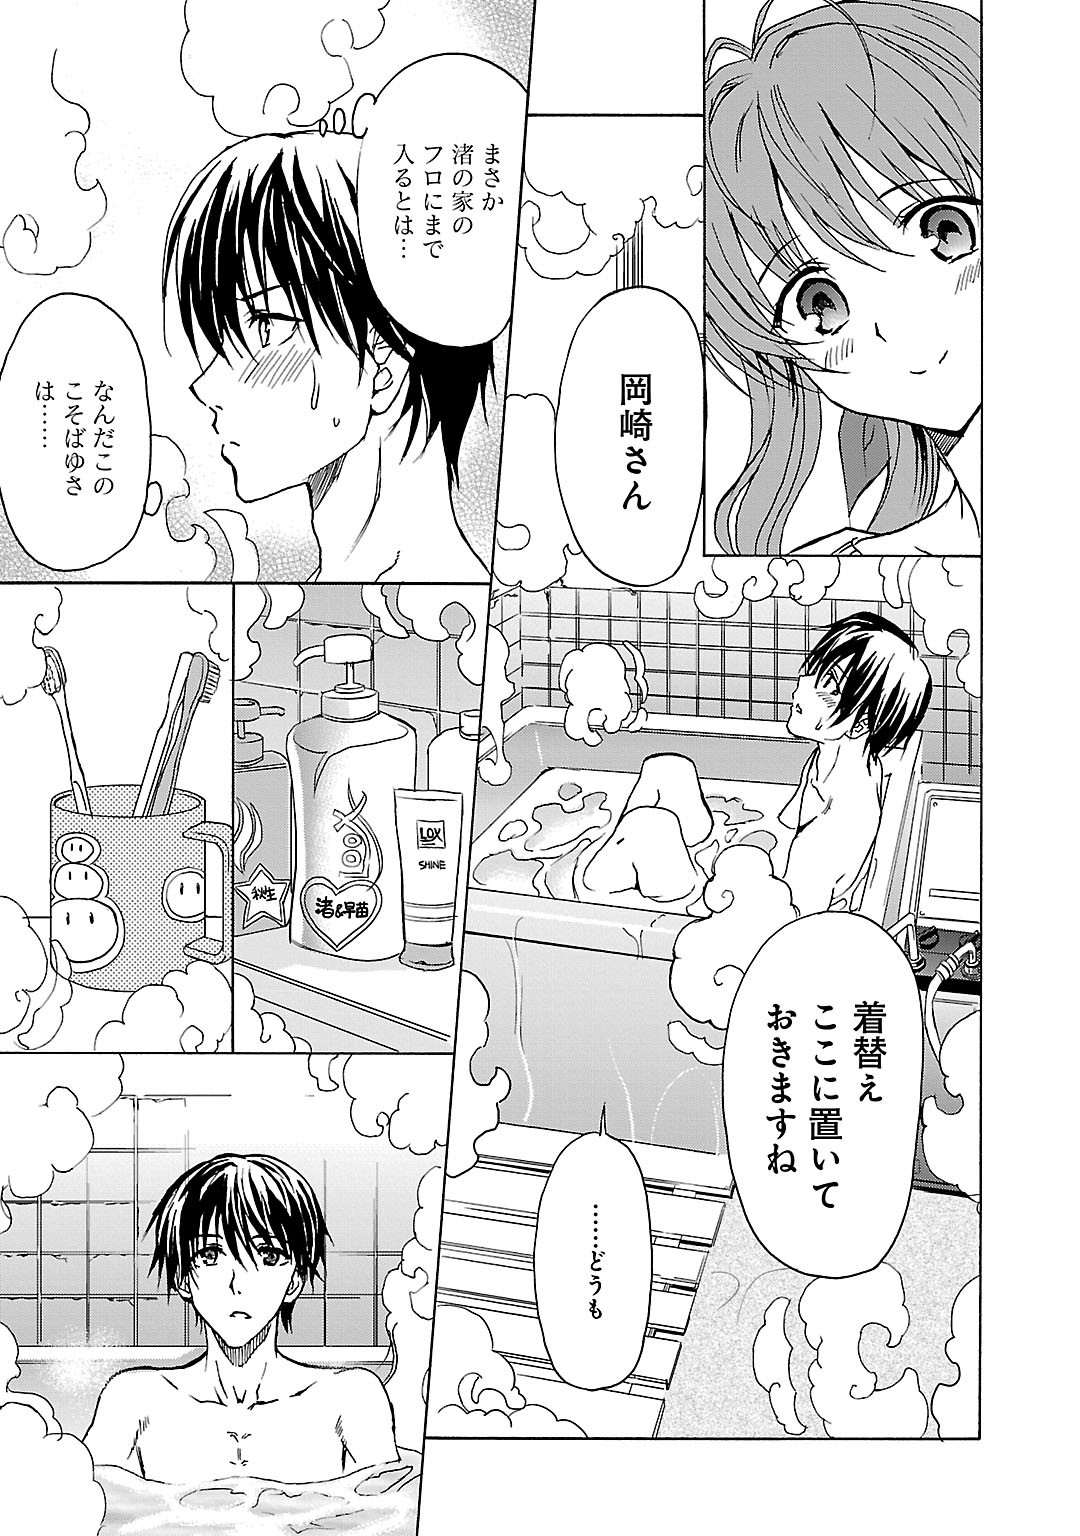 岡崎さん
着替え
ここに置いて
おきますね
……どうも
まさか
渚の家の
フロにまで
入るとは…
なんだこの
こそばゆさ
は……
LOOX
LOX
SHINE
渚&早苗
秋生